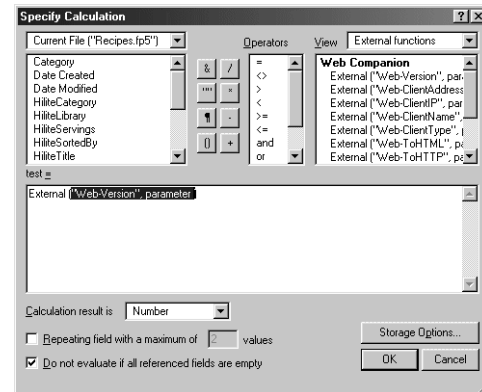 Specify Calculation
Current File ("Recipes.fp5")
Operators
View
External functions
Category
Date Created
Date Modified
HiliteCategory
HiliteLibrary
HiliteServings
HiliteSortedBy
HiliteTitle
& /
"" *
¶ -
() +
=
<>
>
<
>=
<=
and
or
Web Companion
External ("Web-Version", par
External ("Web-ClientAddress
External ("Web-ClientIP", par
External ("Web-ClientName",
External ("Web-ClientType", p
External ("Web-ToHTML", pa
External ("Web-ToHTTP", pa
test =
External ("Web-Version", parameter)
Calculation result is
Number
Repeating field with a maximum of 2 values
Storage Options...
Do not evaluate if all referenced fields are empty
OK
Cancel